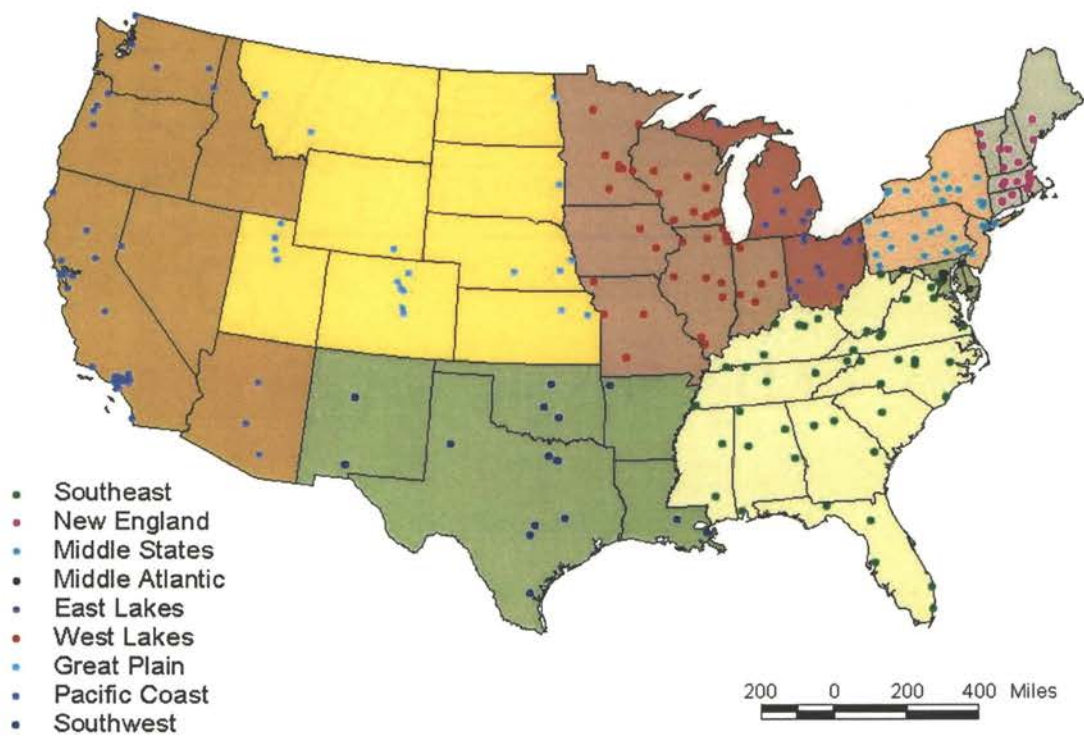 Southeast
New England
Middle States
Middle Atlantic
East Lakes
West Lakes
Great Plain
Pacific Coast
Southwest
200 0 200 400 Miles